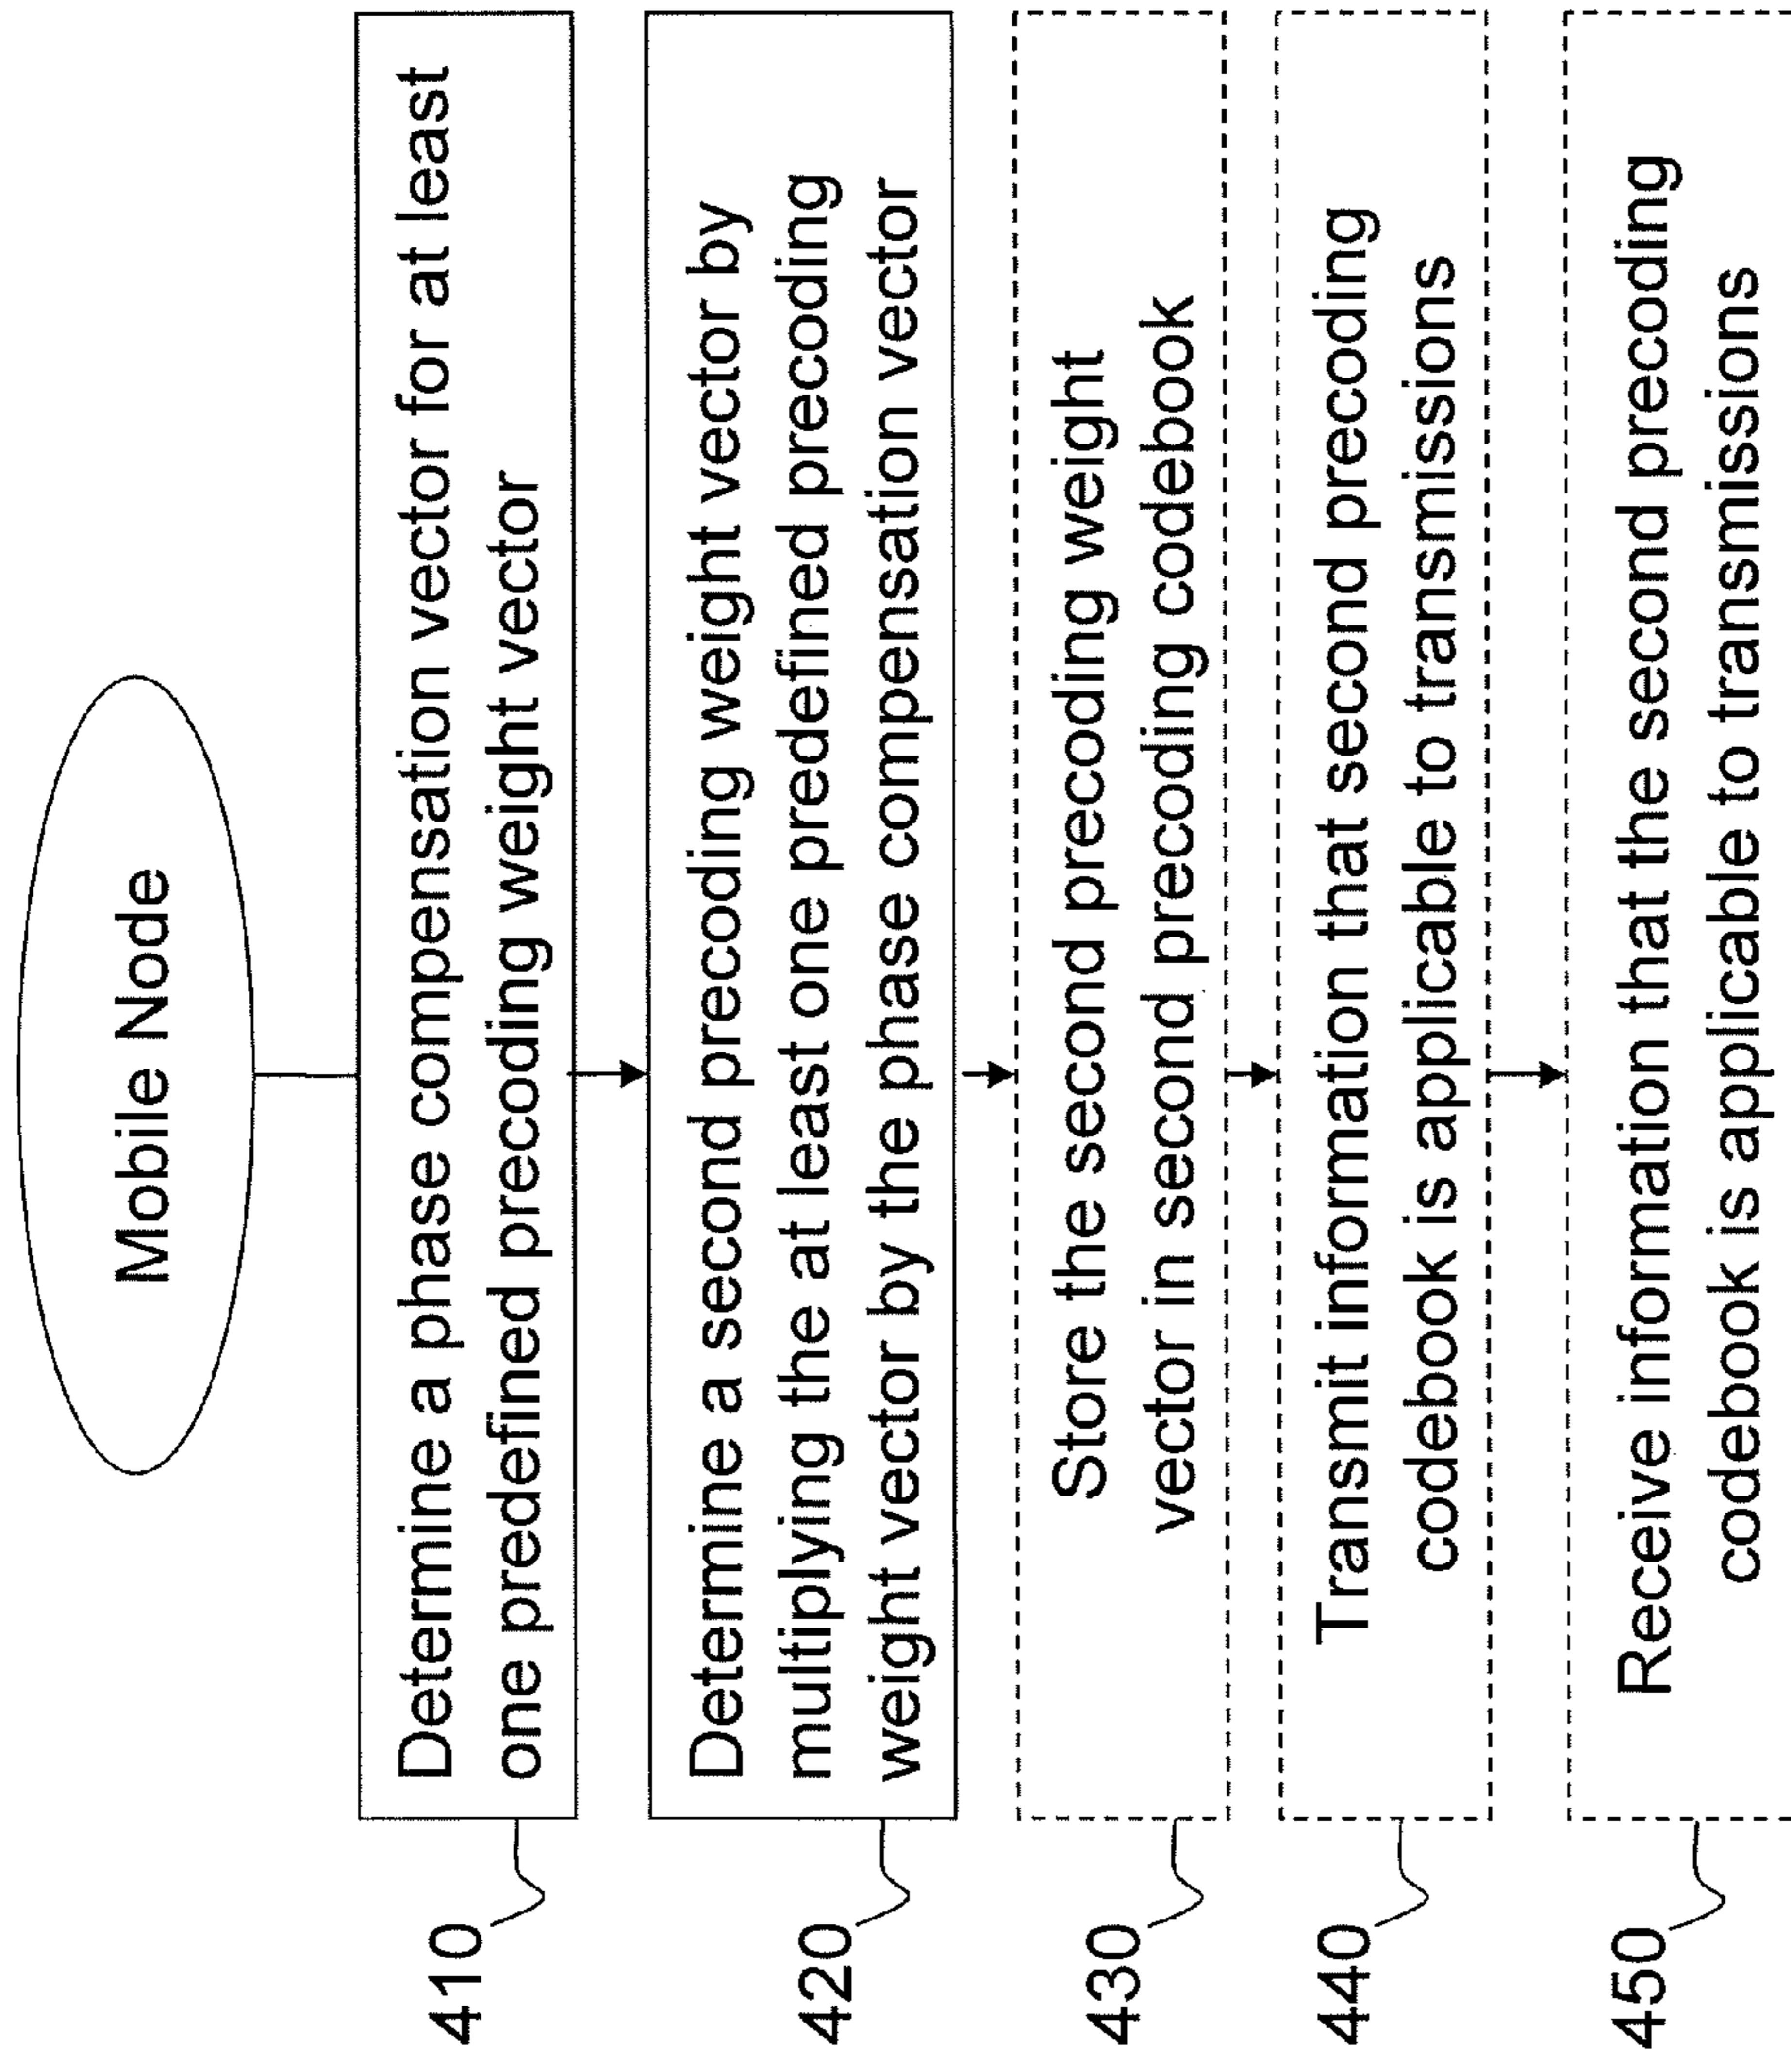 Mobile Node
410
Determine a phase compensation vector for at least
one predefined precoding weight vector
420
Determine a second precoding weight vector by
multiplying the at least one predefined precoding
weight vector by the phase compensation vector
430
Store the second precoding weight
vector in second precoding codebook
440
Transmit information that second precoding
codebook is applicable to transmissions
450
Receive information that the second precoding
codebook is applicable to transmissions